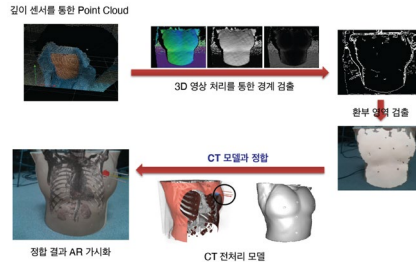 깊이 센서를 통한 Point Cloud
3D 영상 처리를 통한 경계 검출
환부 영역 검출
CT 모델과 정합
정합 결과 AR 가시화
CT 전처리 모델